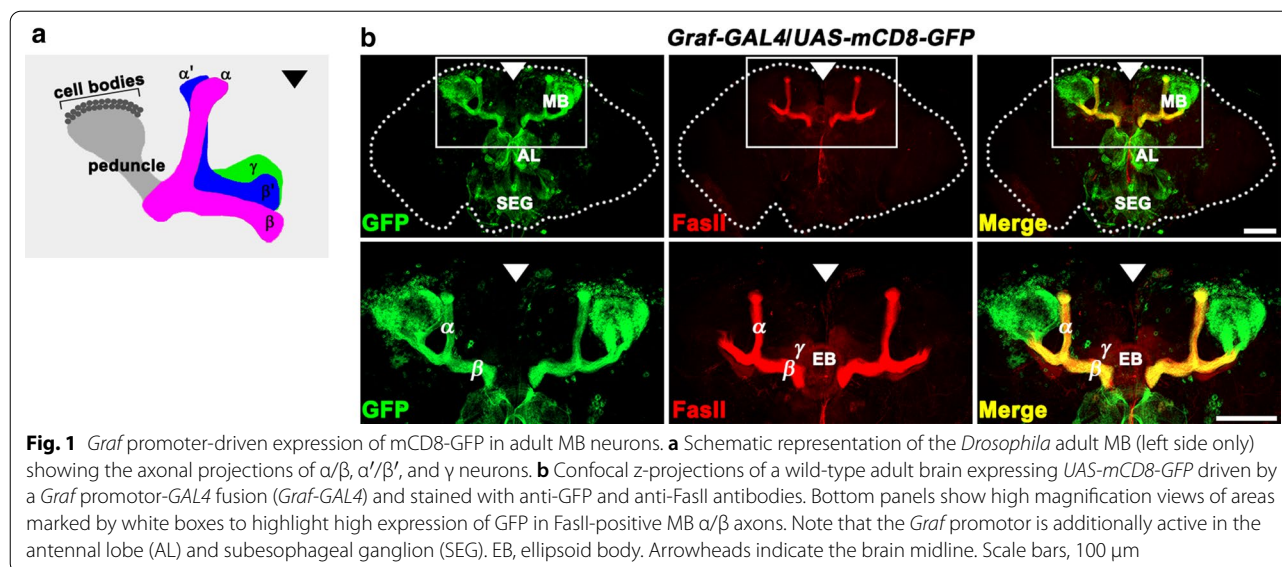 a
α'
α
cell bodies
peduncle
γ
β'
β
b
Graf-GAL4/UAS-mCD8-GFP
MB
AL
SEG
GFP
FasII
MB
AL
SEG
Merge
α
β
GFP
α
γ
β
EB
FasII
α
γ
β
EB
Merge
Fig. 1 Graf promoter-driven expression of mCD8-GFP in adult MB neurons. a Schematic representation of the Drosophila adult MB (left side only)
showing the axonal projections of α/β, α′/β′, and γ neurons. b Confocal z-projections of a wild-type adult brain expressing UAS-mCD8-GFP driven by
a Graf promotor-GAL4 fusion (Graf-GAL4) and stained with anti-GFP and anti-FasII antibodies. Bottom panels show high magnification views of areas
marked by white boxes to highlight high expression of GFP in FasII-positive MB α/β axons. Note that the Graf promotor is additionally active in the
antennal lobe (AL) and subesophageal ganglion (SEG). EB, ellipsoid body. Arrowheads indicate the brain midline. Scale bars, 100 μm